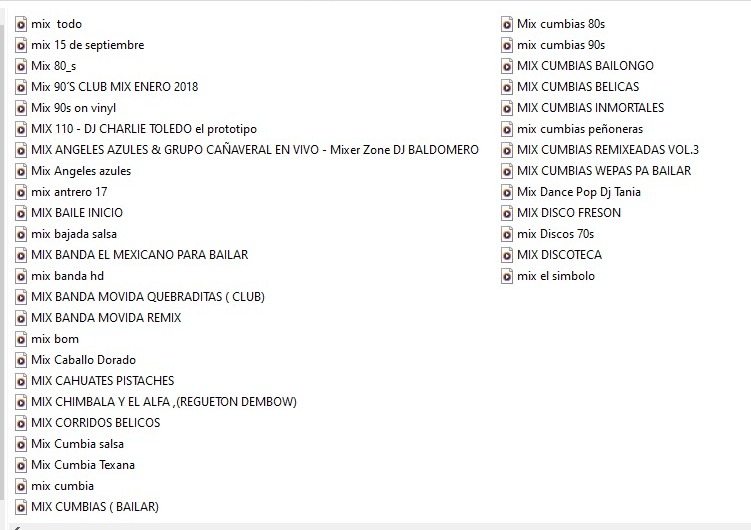 mix  todo
mix 15 de septiembre
Mix 80_s
Mix 90´S CLUB MIX ENERO 2018
Mix 90s on vinyl
MIX 110 - DJ CHARLIE TOLEDO el prototipo
MIX ANGELES AZULES & GRUPO CAÑAVERAL EN VIVO - Mixer Zone DJ BALDOMERO
Mix Angeles azules
mix antrero 17
MIX BAILE INICIO
mix bajada salsa
MIX BANDA EL MEXICANO PARA BAILAR
mix banda hd
MIX BANDA MOVIDA QUEBRADITAS ( CLUB)
MIX BANDA MOVIDA REMIX
mix bom
Mix Caballo Dorado
MIX CAHUATES PISTACHES
MIX CHIMBALA Y EL ALFA ,(REGUETON DEMBOW)
MIX CORRIDOS BELICOS
Mix Cumbia salsa
Mix Cumbia Texana
mix cumbia
MIX CUMBIAS ( BAILAR)
Mix cumbias 80s
mix cumbias 90s
MIX CUMBIAS BAILONGO
MIX CUMBIAS BELICAS
MIX CUMBIAS INMORTALES
mix cumbias peñoneras
MIX CUMBIAS REMIXEADAS VOL.3
MIX CUMBIAS WEPAS PA BAILAR
Mix Dance Pop Dj Tania
MIX DISCO FRESON
mix Discos 70s
MIX DISCOTECA
mix el simbolo